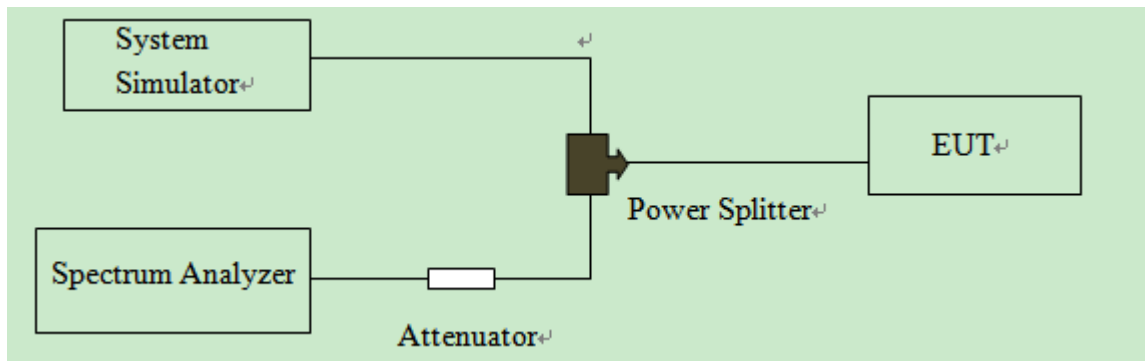 System
Simulator↵
↵
EUT↵
Power Splitter↵
Spectrum Analyzer
Attenuator↵